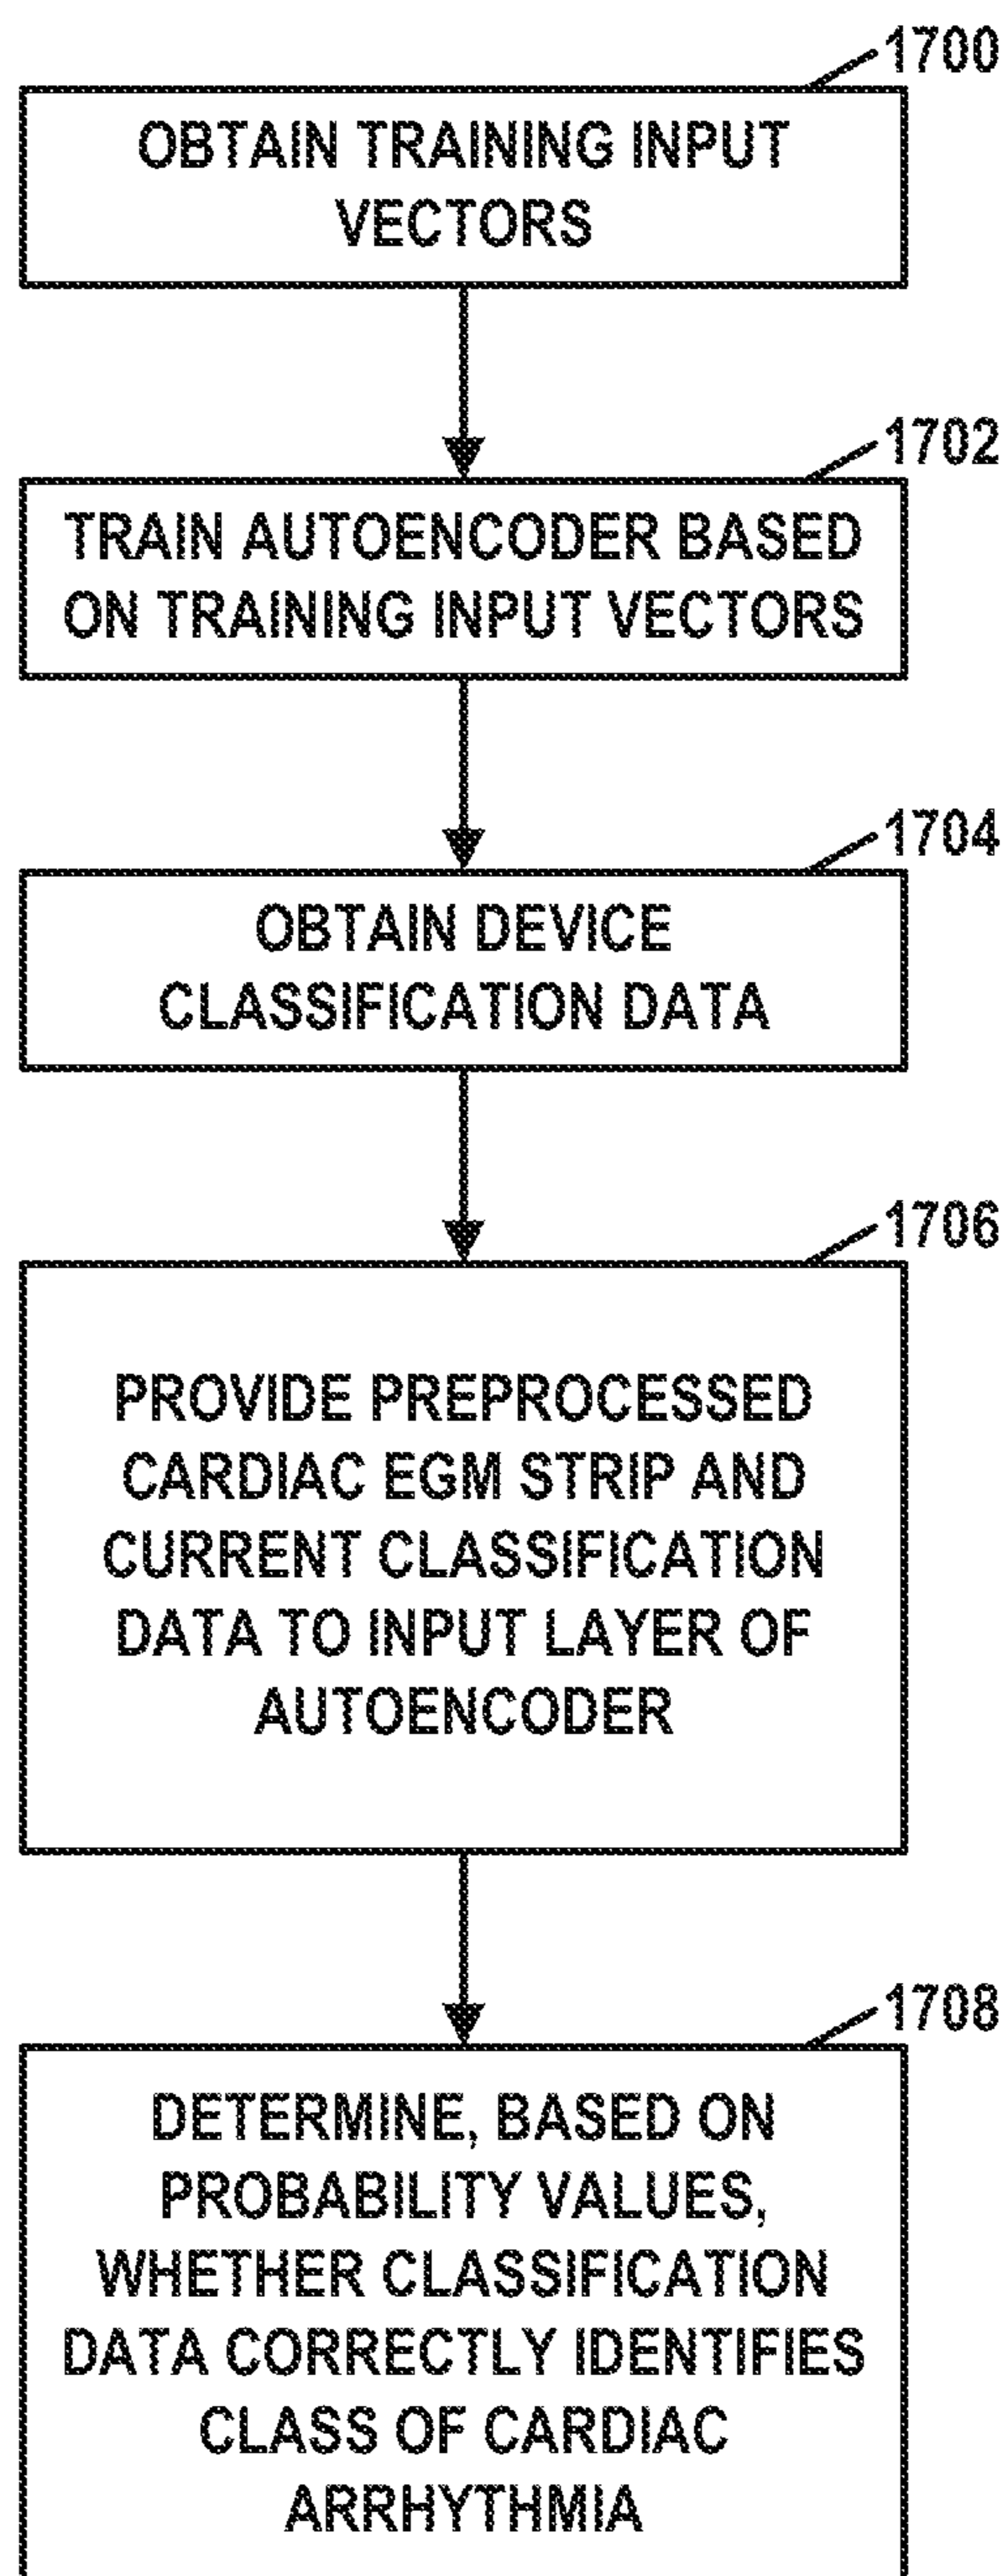 1700
OBTAIN TRAINING INPUT
VECTORS
1702
TRAIN AUTOENCODER BASED
ON TRAINING INPUT VECTORS
1704
OBTAIN DEVICE
CLASSIFICATION DATA
1706
PROVIDE PREPROCESSED
CARDIAC EGM STRIP AND
CURRENT CLASSIFICATION
DATA TO INPUT LAYER OF
AUTOENCODER
1708
DETERMINE, BASED ON
PROBABILITY VALUES,
WHETHER CLASSIFICATION
DATA CORRECTLY IDENTIFIES
CLASS OF CARDIAC
ARRHYTHMIA